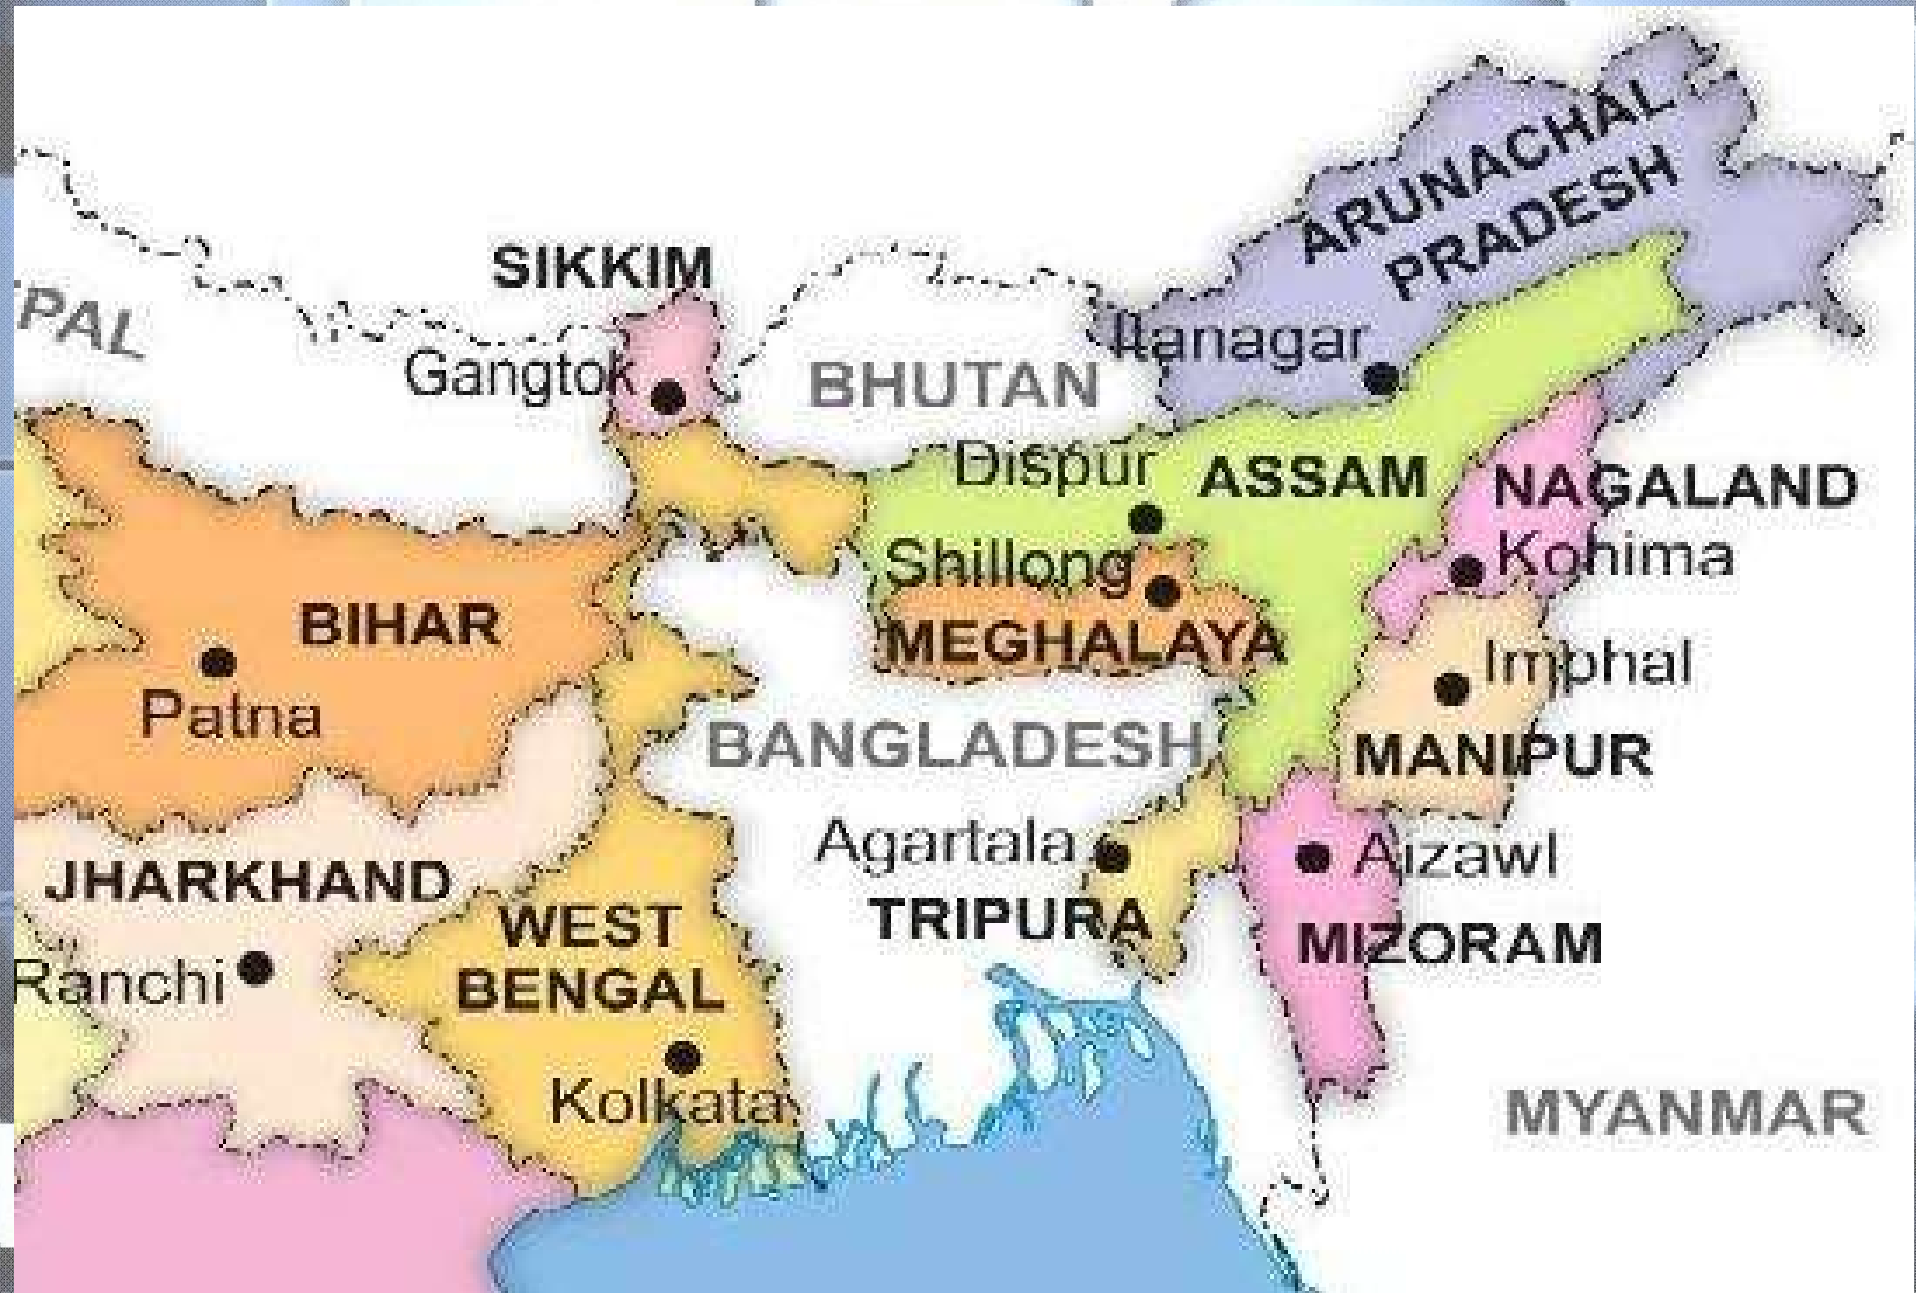 ARUNACHAL
PRADESH
SIKKIM
PAL
Itanagar
Gangtok
BHUTAN
Dispur
ASSAM
NAGALAND
Shillong
Kohima
BIHAR
MEGHALAYA
Imphal
Patna
BANGLADESH
MANIPUR
Agartala
Aizawl
JHARKHAND
TRIPURA
WEST
BENGAL
MIZORAM
Ranchi
Kolkata
MYANMAR